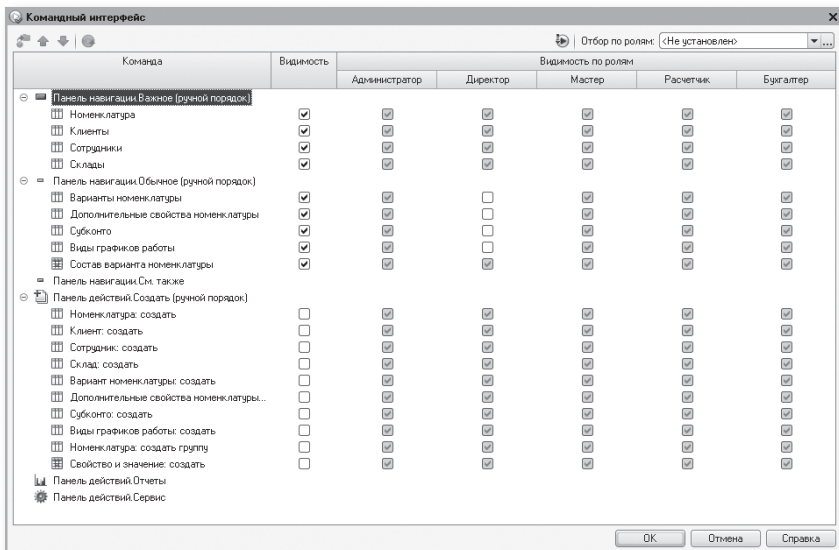 Командный интерфейс
Отбор по ролям: <Не установлен>
Команда Видимость Видимость по ролям
Администратор Директор Мастер Расчетчик Бухгалтер
Панель навигации.Важное (ручной порядок)
Номенклатура
Клиенты
Сотрудники
Склады
Панель навигации.Обычное (ручной порядок)
Варианты номенклатуры
Дополнительные свойства номенклатуры
Субконто
Виды графиков работы
Состав варианта номенклатуры
Панель навигации.См. также
Панель действий.Создать (ручной порядок)
Номенклатура: создать
Клиент: создать
Сотрудник: создать
Склад: создать
Вариант номенклатуры: создать
Дополнительные свойства номенклатуры...
Субконто: создать
Виды графиков работы: создать
Номенклатура: создать группу
Свойство и значение: создать
Панель действий.Отчеты
Панель действий.Сервис
OK Отмена Справка